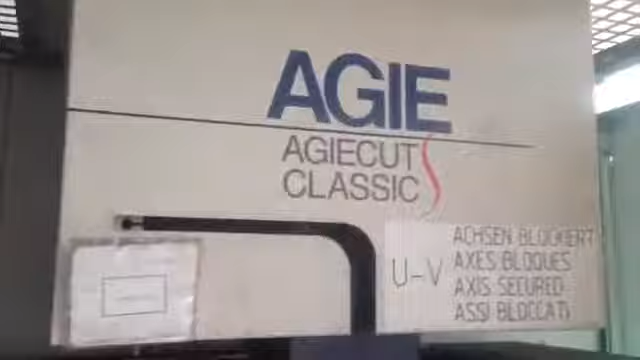 AGIE
AGIECUT
CLASSIC
U-V
ACHSEN BLOCKIERT
AXES BLOQUES
AXIS SECURED
ASSI BLOCCATI